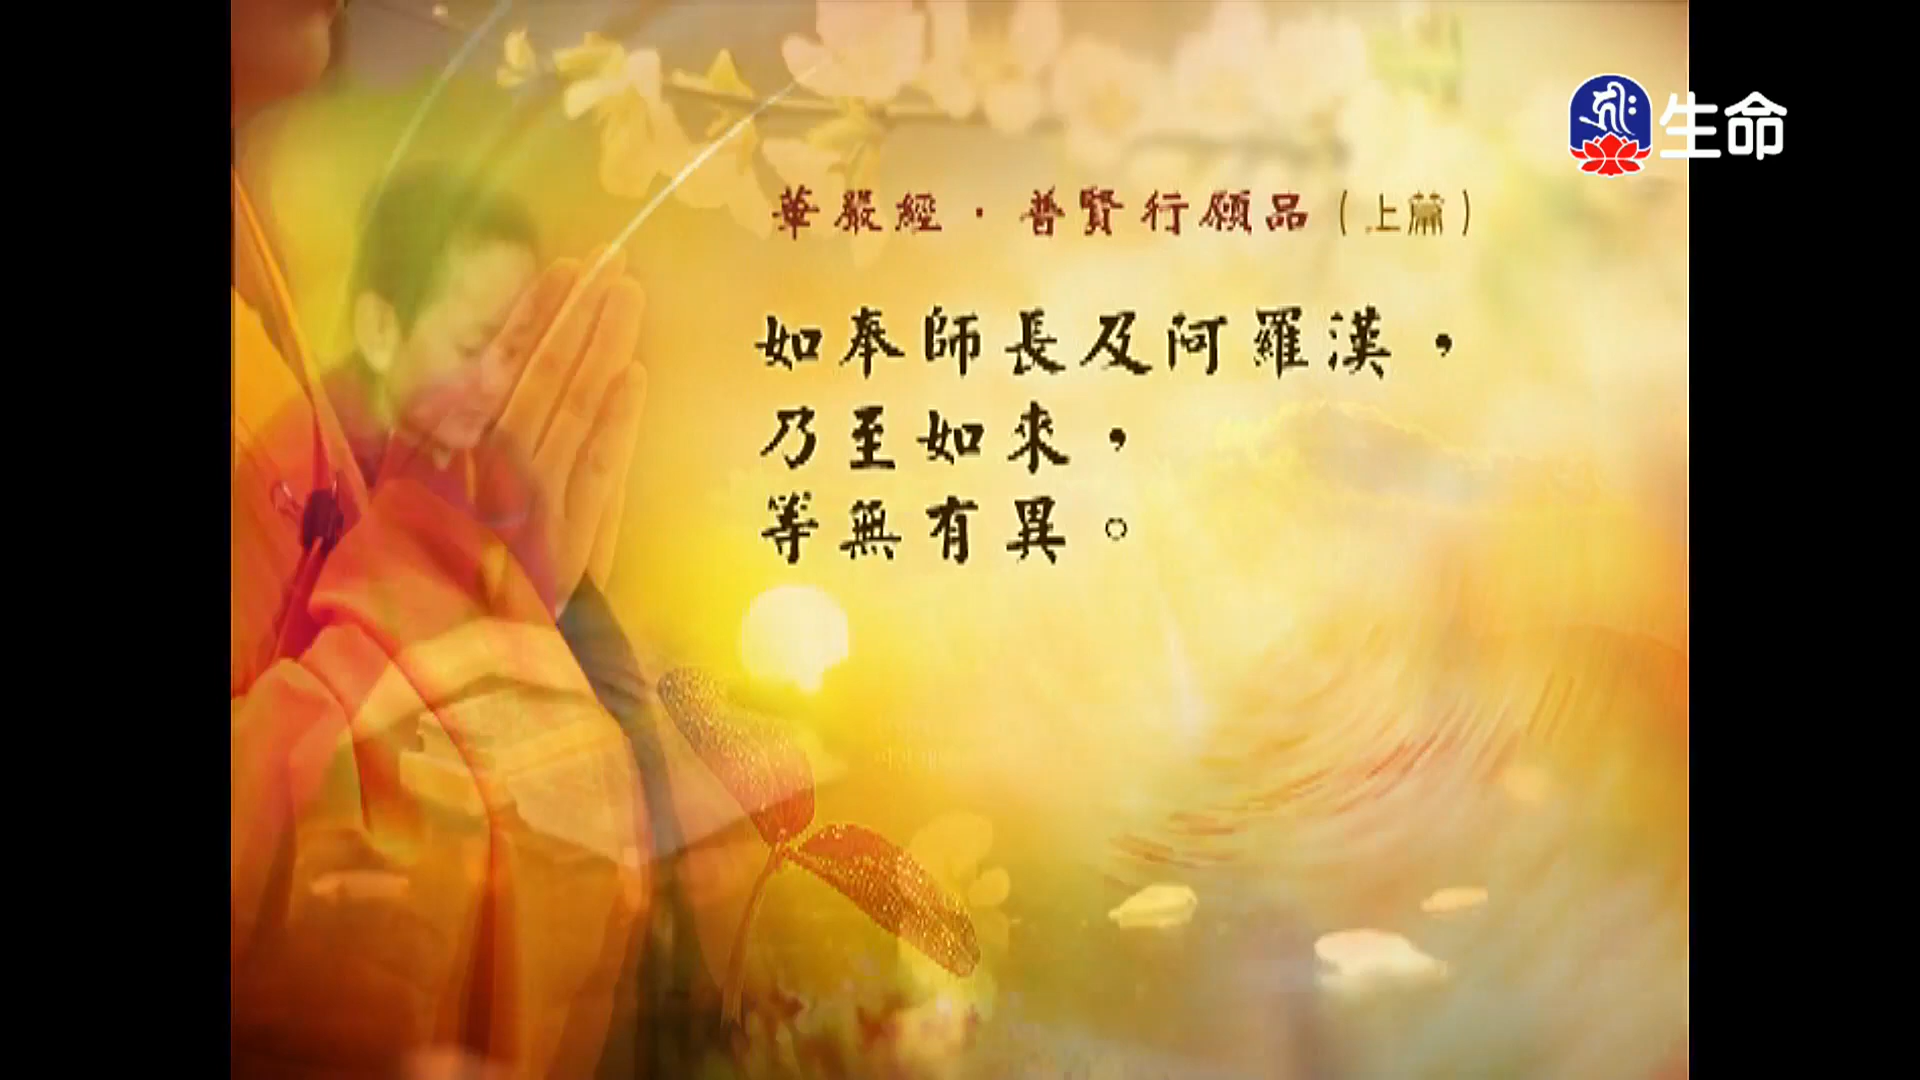 生命
華嚴經·普賢行願品（上篇）
如奉師長及阿羅漢，
乃至如來，
等無有異。